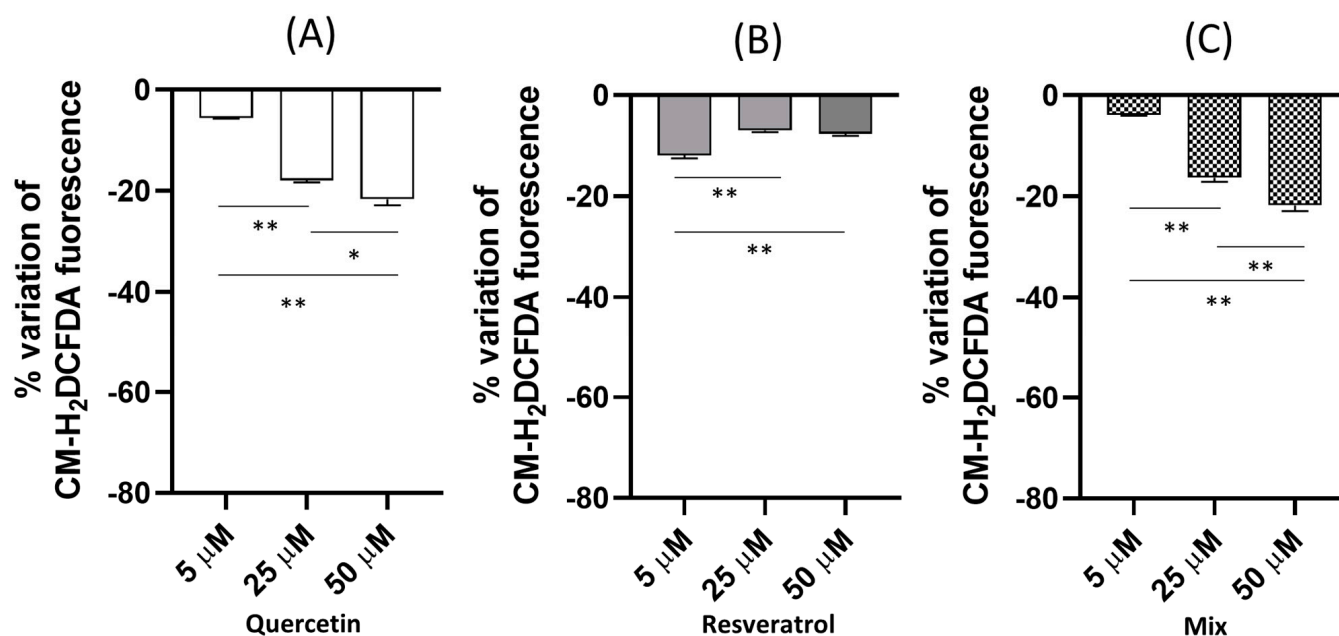 (A)
% variation of
CM-H₂DCFDA fuorescence
0
-20
-40
-60
-80
**
*
**
5 µM
25 µM
50 µM
Quercetin
(B)
% variation of
CM-H₂DCFDA fuorescence
0
-20
-40
-60
-80
**
**
5 µM
25 µM
50 µM
Resveratrol
(C)
% variation of
CM-H₂DCFDA fuorescence
0
-20
-40
-60
-80
**
**
**
5 µM
25 µM
50 µM
Mix